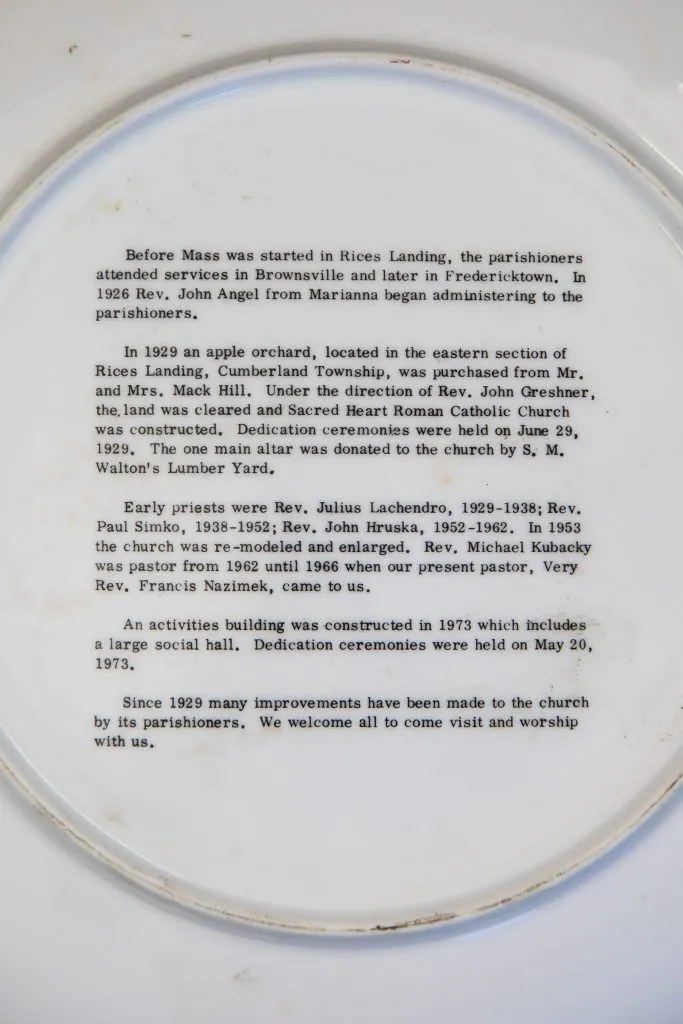 Before Mass was started in Rices Landing, the parishioners
attended services in Brownsville and later in Fredericktown. In
1926 Rev. John Angel from Marianna began administering to the
parishioners.
In 1929 an apple orchard, located in the eastern section of
Rices Landing, Cumberland Township, was purchased from Mr.
and Mrs. Mack Hill. Under the direction of Rev. John Greshner,
the land was cleared and Sacred Heart Roman Catholic Church
was constructed. Dedication ceremonies were held on June 29,
1929. The one main altar was donated to the church by S. M.
Walton's Lumber Yard.
Early priests were Rev. Julius Lachendro, 1929-1938; Rev.
Paul Simko, 1938-1952; Rev. John Hruska, 1952-1962. In 1953
the church was re-modeled and enlarged. Rev. Michael Kubacky
was pastor from 1962 until 1966 when our present pastor, Very
Rev. Francis Nazimek, came to us.
An activities building was constructed in 1973 which includes
a large social hall. Dedication ceremonies were held on May 20,
1973.
Since 1929 many improvements have been made to the church
by its parishioners. We welcome all to come visit and worship
with us.